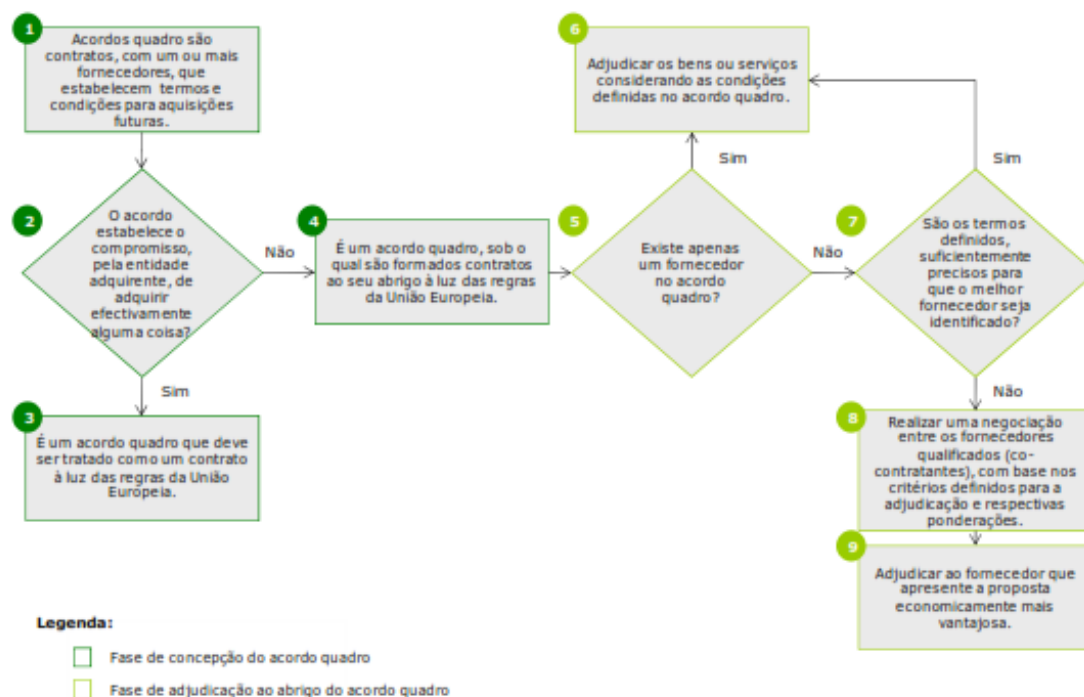 1
Acordos quadro são
contratos, com um ou mais
fornecedores, que
estabelecem termos e
condições para aquisições
futuras.
2
O acordo
estabelece o
compromisso,
pela entidade
adquirente, de
adquirir
efectivamente
alguma coisa?
Não
Sim
3
É um acordo quadro que deve
ser tratado como um contrato
à luz das regras da União
Europeia.
4
É um acordo quadro, sob o
qual são formados contratos
ao seu abrigo à luz das regras
da União Europeia.
5
Existe apenas
um fornecedor
no acordo
quadro?
Sim
Não
6
Adjudicar os bens ou serviços
considerando as condições
definidas no acordo quadro.
7
São os termos
definidos,
suficientemente
precisos para
que o melhor
fornecedor seja
identificado?
Sim
Não
8
Realizar uma negociação
entre os fornecedores
qualificados (co-
contratantes), com base nos
critérios definidos para a
adjudicação e respectivas
ponderações.
9
Adjudicar ao fornecedor que
apresente a proposta
economicamente mais
vantajosa.
Legenda:
Fase de concepção do acordo quadro
Fase de adjudicação ao abrigo do acordo quadro